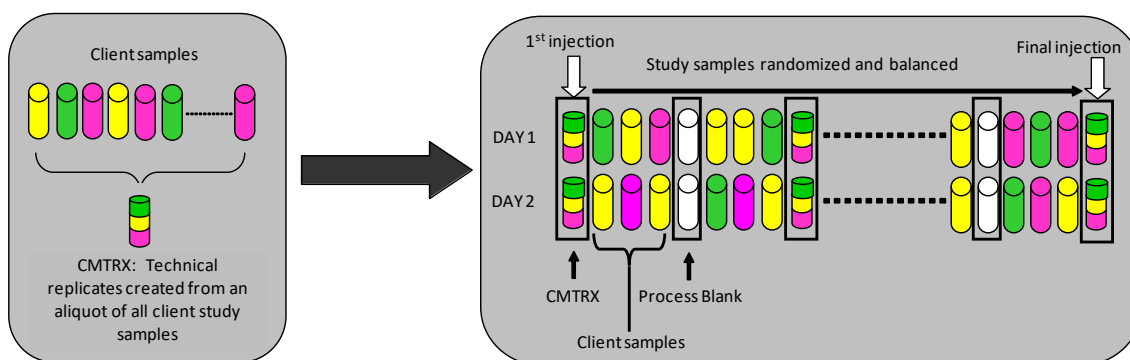 Client samples
CMTRX: Technical
replicates created from an
aliquot of all client study
samples
1st injection
Final injection
Study samples randomized and balanced
DAY 1
DAY 2
CMTRX
Process Blank
Client samples